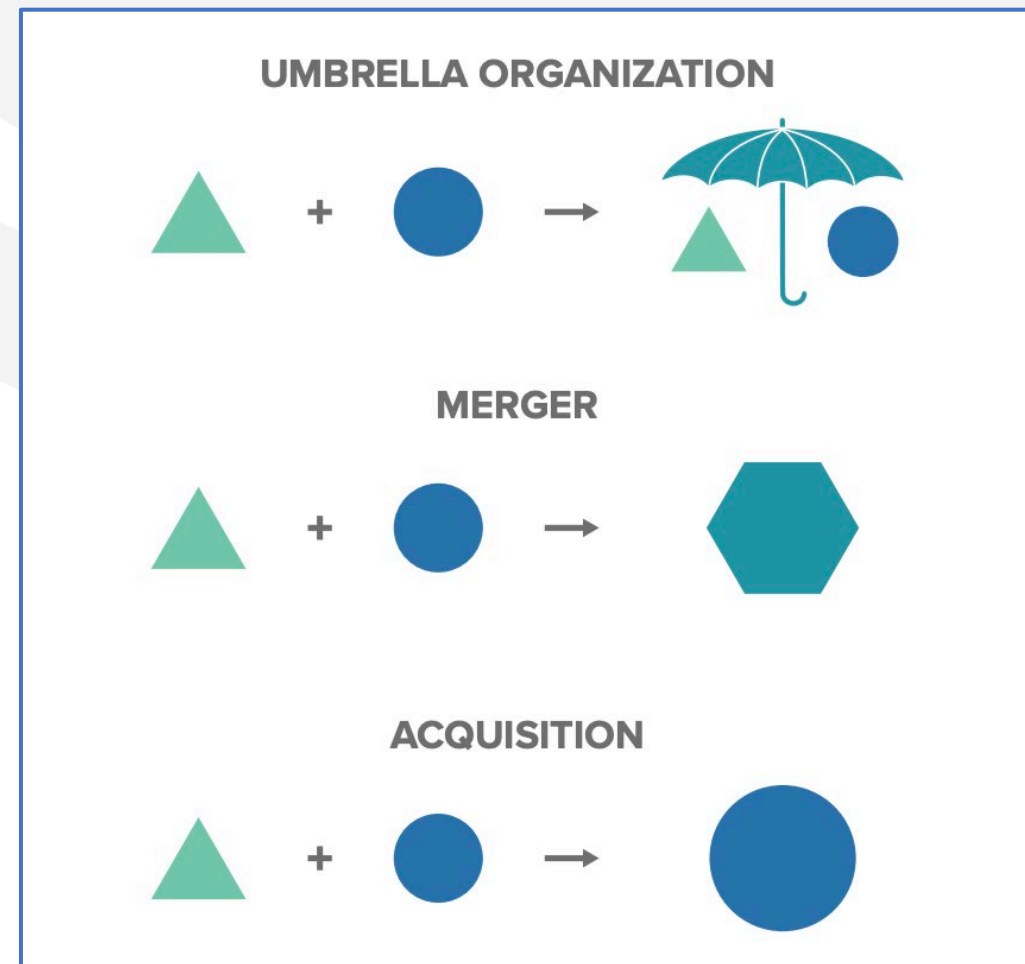 UMBRELLA ORGANIZATION
+
MERGER
+
ACQUISITION
+